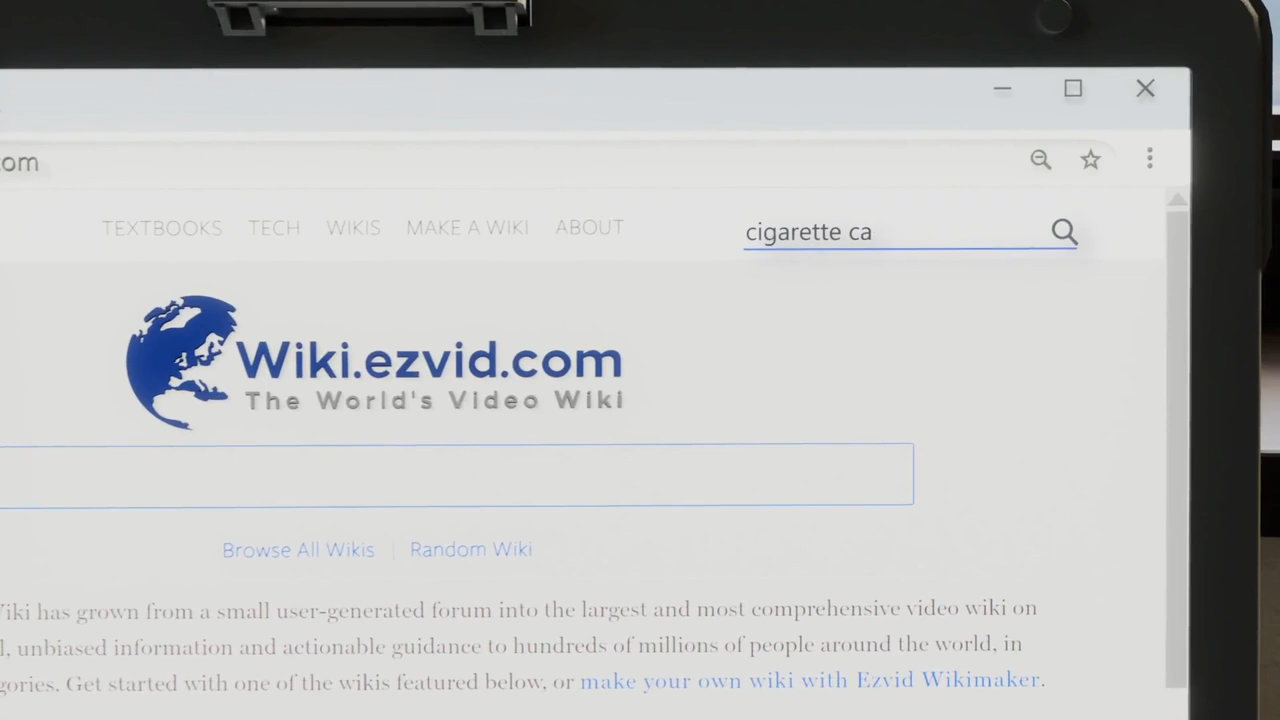 om
TEXTBOOKS TECH WIKIS MAKE A WIKI ABOUT
cigarette ca
Wiki.ezvid.com
The World's Video Wiki
Browse All Wikis | Random Wiki
Wiki has grown from a small user-generated forum into the largest and most comprehensive video wiki on
l, unbiased information and actionable guidance to hundreds of millions of people around the world, in
gories. Get started with one of the wikis featured below, or make your own wiki with Ezvid Wikimaker.